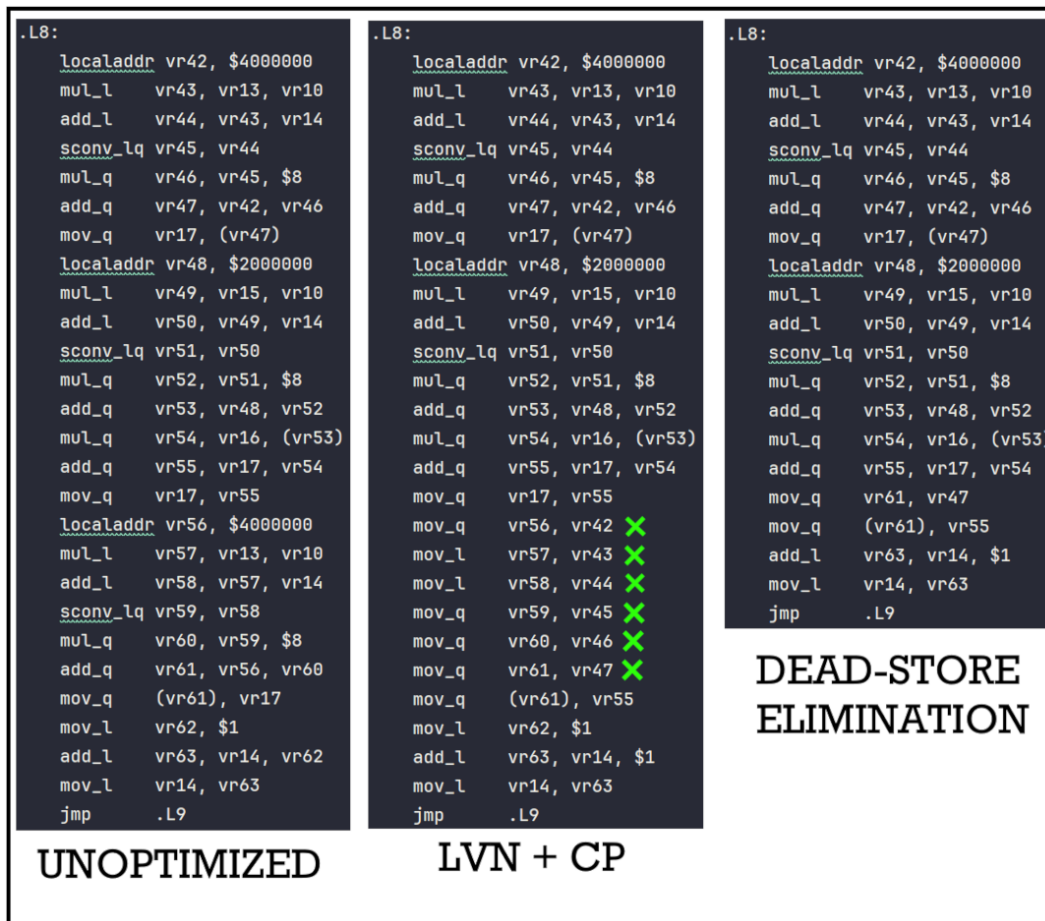 .L8:
localaddr vr42, $4000000
mul_l vr43, vr13, vr10
add_l vr44, vr43, vr14
sconv_lq vr45, vr44
mul_q vr46, vr45, $8
add_q vr47, vr42, vr46
mov_q vr17, (vr47)
localaddr vr48, $2000000
mul_l vr49, vr15, vr10
add_l vr50, vr49, vr14
sconv_lq vr51, vr50
mul_q vr52, vr51, $8
add_q vr53, vr48, vr52
mul_q vr54, vr16, (vr53)
add_q vr55, vr17, vr54
mov_q vr17, vr55
localaddr vr56, $4000000
mul_l vr57, vr13, vr10
add_l vr58, vr57, vr14
sconv_lq vr59, vr58
mul_q vr60, vr59, $8
add_q vr61, vr56, vr60
mov_q (vr61), vr17
mov_l vr62, $1
add_l vr63, vr14, vr62
mov_l vr14, vr63
jmp .L9
UNOPTIMIZED
.L8:
localaddr vr42, $4000000
mul_l vr43, vr13, vr10
add_l vr44, vr43, vr14
sconv_lq vr45, vr44
mul_q vr46, vr45, $8
add_q vr47, vr42, vr46
mov_q vr17, (vr47)
localaddr vr48, $2000000
mul_l vr49, vr15, vr10
add_l vr50, vr49, vr14
sconv_lq vr51, vr50
mul_q vr52, vr51, $8
add_q vr53, vr48, vr52
mul_q vr54, vr16, (vr53)
add_q vr55, vr17, vr54
mov_q vr17, vr55
mov_q vr56, vr42
mov_l vr57, vr43
mov_l vr58, vr44
mov_q vr59, vr45
mov_q vr60, vr46
mov_q vr61, vr47
mov_q (vr61), vr55
mov_l vr62, $1
add_l vr63, vr14, $1
mov_l vr14, vr63
jmp .L9
LVN + CP
.L8:
localaddr vr42, $4000000
mul_l vr43, vr13, vr10
add_l vr44, vr43, vr14
sconv_lq vr45, vr44
mul_q vr46, vr45, $8
add_q vr47, vr42, vr46
mov_q vr17, (vr47)
localaddr vr48, $2000000
mul_l vr49, vr15, vr10
add_l vr50, vr49, vr14
sconv_lq vr51, vr50
mul_q vr52, vr51, $8
add_q vr53, vr48, vr52
mul_q vr54, vr16, (vr53)
add_q vr55, vr17, vr54
mov_q vr61, vr47
mov_q (vr61), vr55
add_l vr63, vr14, $1
mov_l vr14, vr63
jmp .L9
DEAD-STORE
ELIMINATION